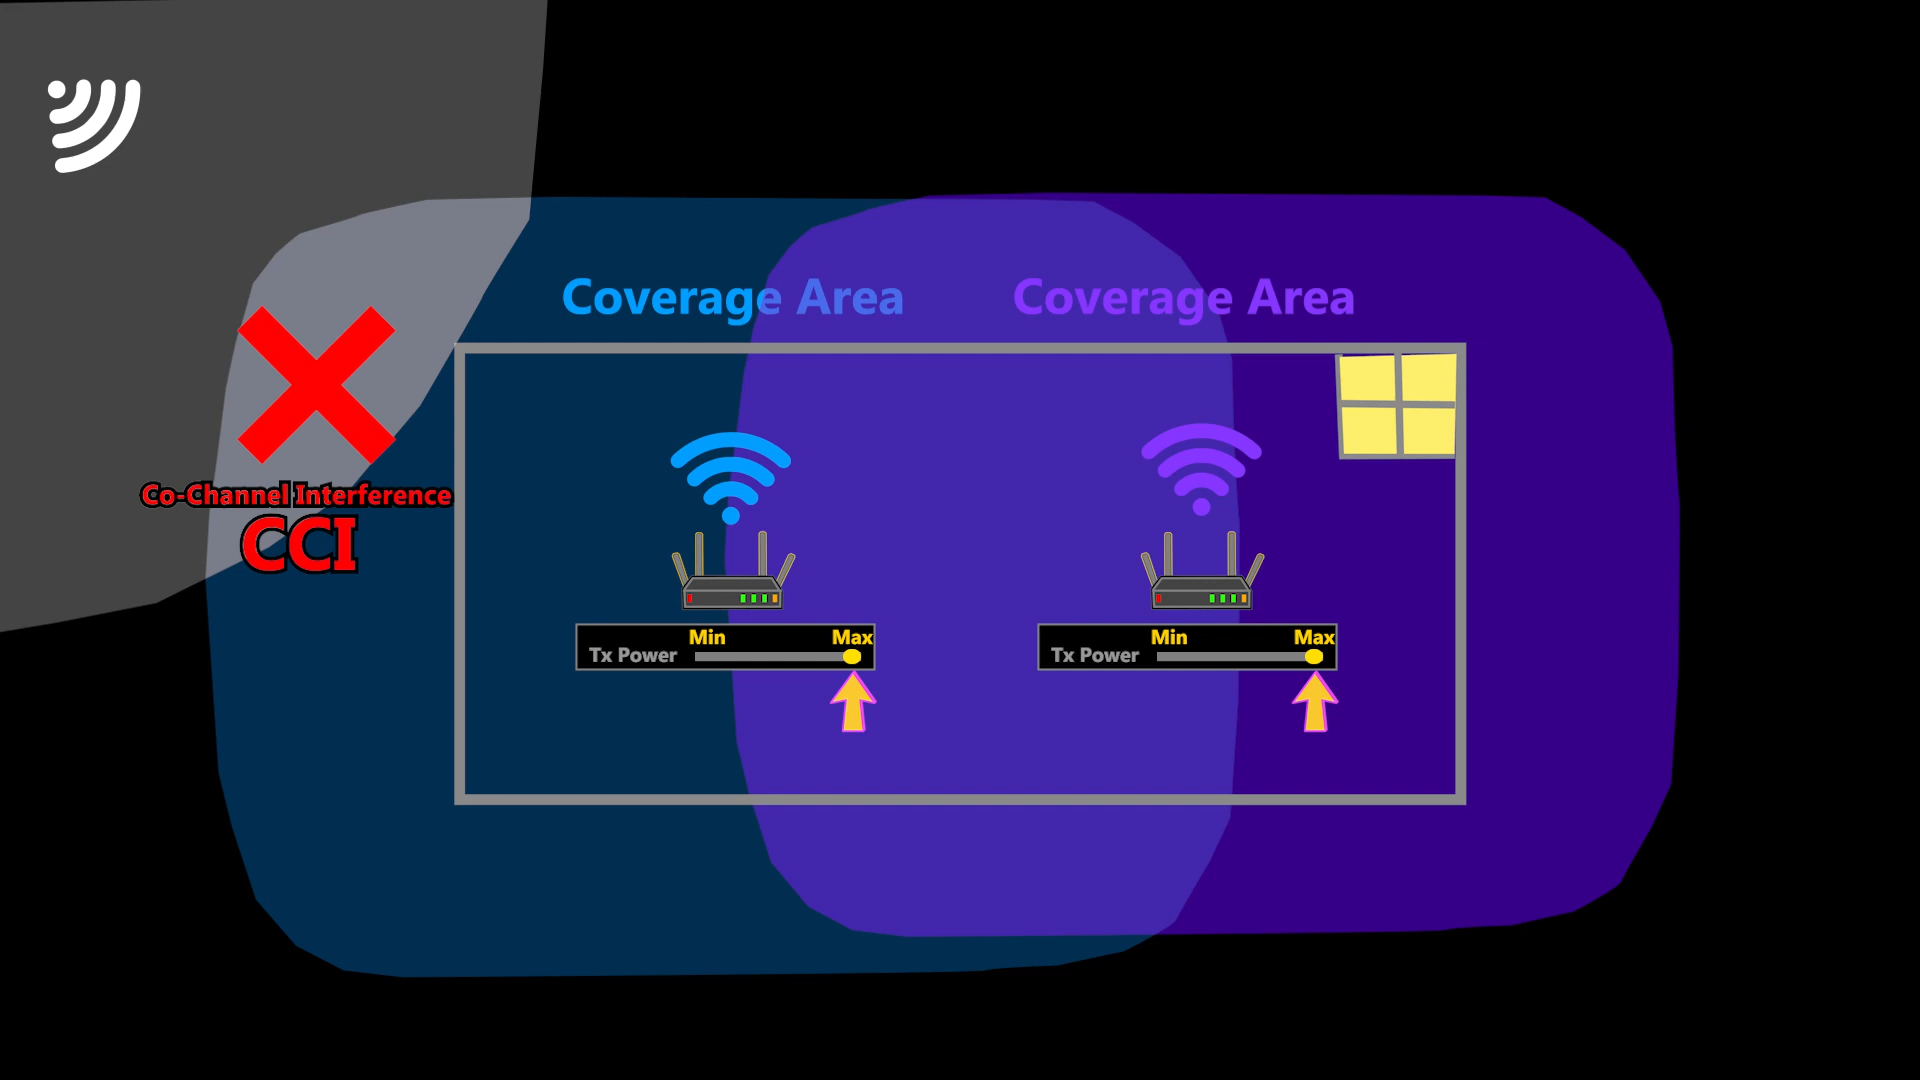 Coverage Area
Coverage Area
Co-Channel Interference
CCI
Min Max
Tx Power
Min Max
Tx Power